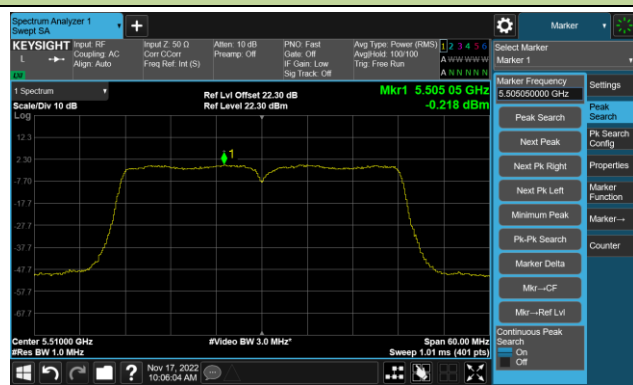 Spectrum Analyzer 1
Swept SA
Marker
KEYSIGHT
L
LM
Input: RF
Coupling: AC
Align: Auto
Input Z: 50 Ω
Corr CCorr
Freq Ref: Int (S)
Atten: 10 dB
Preamp: Off
PNO: Fast
Gate: Off
IF Gain: Low
Sig Track: Off
Avg Type: Power (RMS)
Avg|Hold: 100/100
Trig: Free Run
1 2 3 4 5 6
A W W W W W
A N N N N N
Select Marker
Marker 1
1 Spectrum
Scale/Div 10 dB
Log
Ref Lvl Offset 22.30 dB
Ref Level 22.30 dBm
Mkr1 5.505 05 GHz
-0.218 dBm
12.3
2.30
-7.70
-17.7
-27.7
-37.7
-47.7
-57.7
-67.7
1
Center 5.51000 GHz
#Res BW 1.0 MHz
#Video BW 3.0 MHz*
Span 60.00 MHz
Sweep 1.01 ms (401 pts)
Marker Frequency
5.505050000 GHz
Peak Search
Next Peak
Next Pk Right
Next Pk Left
Minimum Peak
Pk-Pk Search
Marker Delta
Mkr→CF
Mkr→Ref Lvl
Continuous Peak
Search
On
Off
Settings
Peak
Search
Pk Search
Config
Properties
Marker
Function
Marker→
Counter
?
Nov 17, 2022
10:06:04 AM